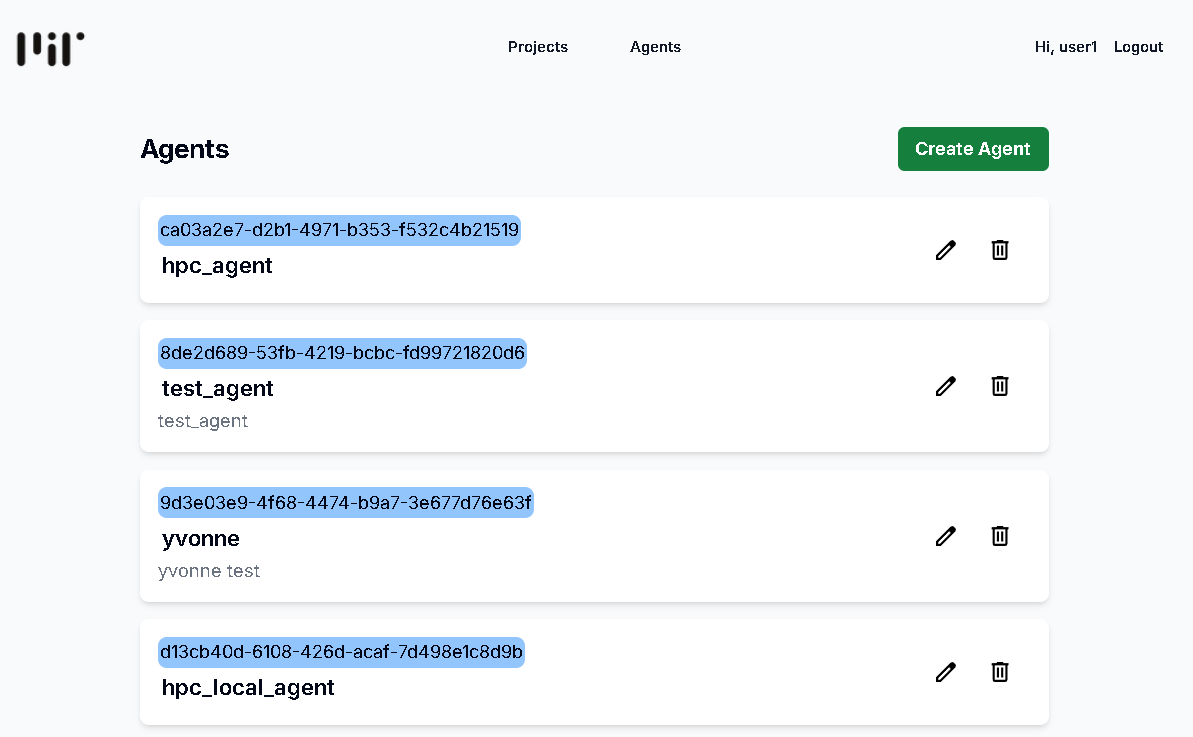 Projects
Agents
Hi, user1
Logout
Agents
Create Agent
ca03a2e7-d2b1-4971-b353-f532c4b21519
hpc_agent
8de2d689-53fb-4219-bcbc-fd99721820d6
test_agent
test_agent
9d3e03e9-4f68-4474-b9a7-3e677d76e63f
yvonne
yvonne test
d13cb40d-6108-426d-acaf-7d498e1c8d9b
hpc_local_agent